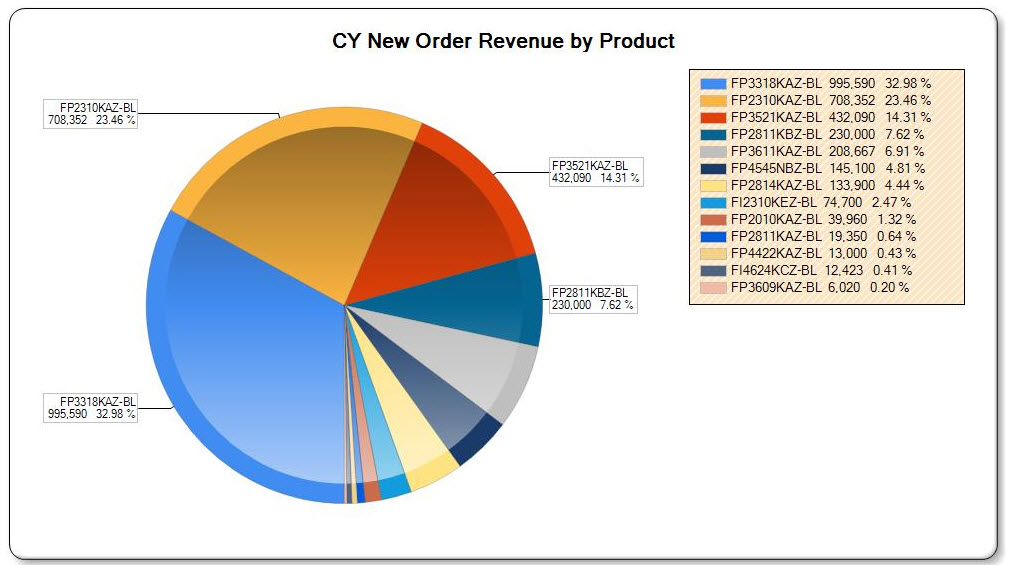 CY New Order Revenue by Product
FP3318KAZ-BL 995,590 32.98 %
FP2310KAZ-BL 708,352 23.46 %
FP3521KAZ-BL 432,090 14.31 %
FP2811KBZ-BL 230,000 7.62 %
FP3611KAZ-BL 208,667 6.91 %
FP4545NBZ-BL 145,100 4.81 %
FP2814KAZ-BL 133,900 4.44 %
FI2310KEZ-BL 74,700 2.47 %
FP2010KAZ-BL 39,960 1.32 %
FP2811KAZ-BL 19,350 0.64 %
FP4422KAZ-BL 13,000 0.43 %
FI4624KCZ-BL 12,423 0.41 %
FP3609KAZ-BL 6,020 0.20 %
FP2310KAZ-BL
708,352 23.46 %
FP3521KAZ-BL
432,090 14.31 %
FP2811KBZ-BL
230,000 7.62 %
FP3318KAZ-BL
995,590 32.98 %